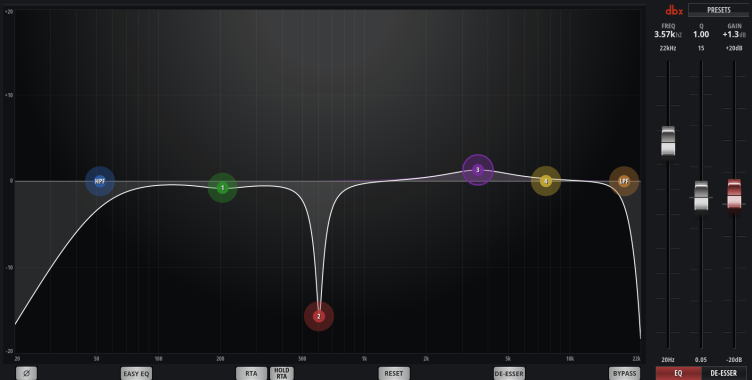 +20
dbx PRESETS
FREQ Q GAIN
3.57kHz 1.00 +1.3dB
22kHz 15 +20dB
+10
0 HPF 1 2 3 4 LPF
-10
-20
20 50 100 200 500 1k 2k 5k 10k 22k
20Hz 0.05 -20dB
Ø EASY EQ RTA HOLD RTA RESET DE-ESSER BYPASS EQ DE-ESSER